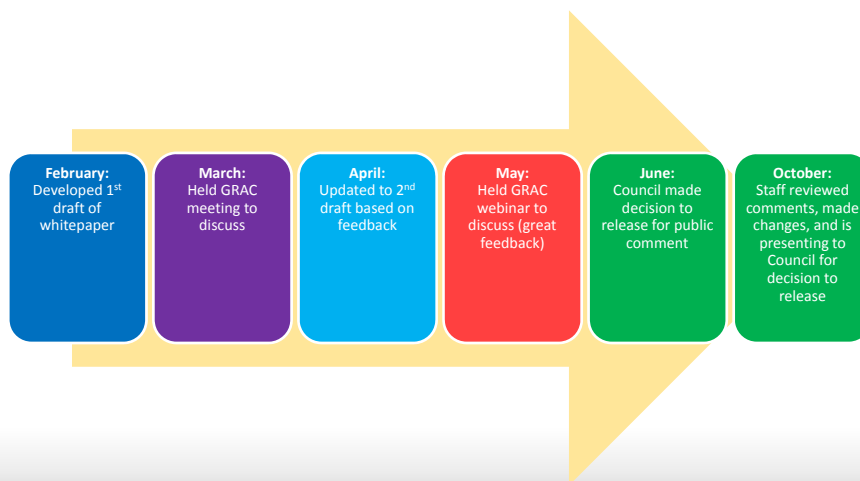 February:
Developed 1st
draft of
whitepaper
March:
Held GRAC
meeting to
discuss
April:
Updated to 2nd
draft based on
feedback
May:
Held GRAC
webinar to
discuss (great
feedback)
June:
Council made
decision to
release for public
comment
October:
Staff reviewed
comments, made
changes, and is
presenting to
Council for
decision to
release